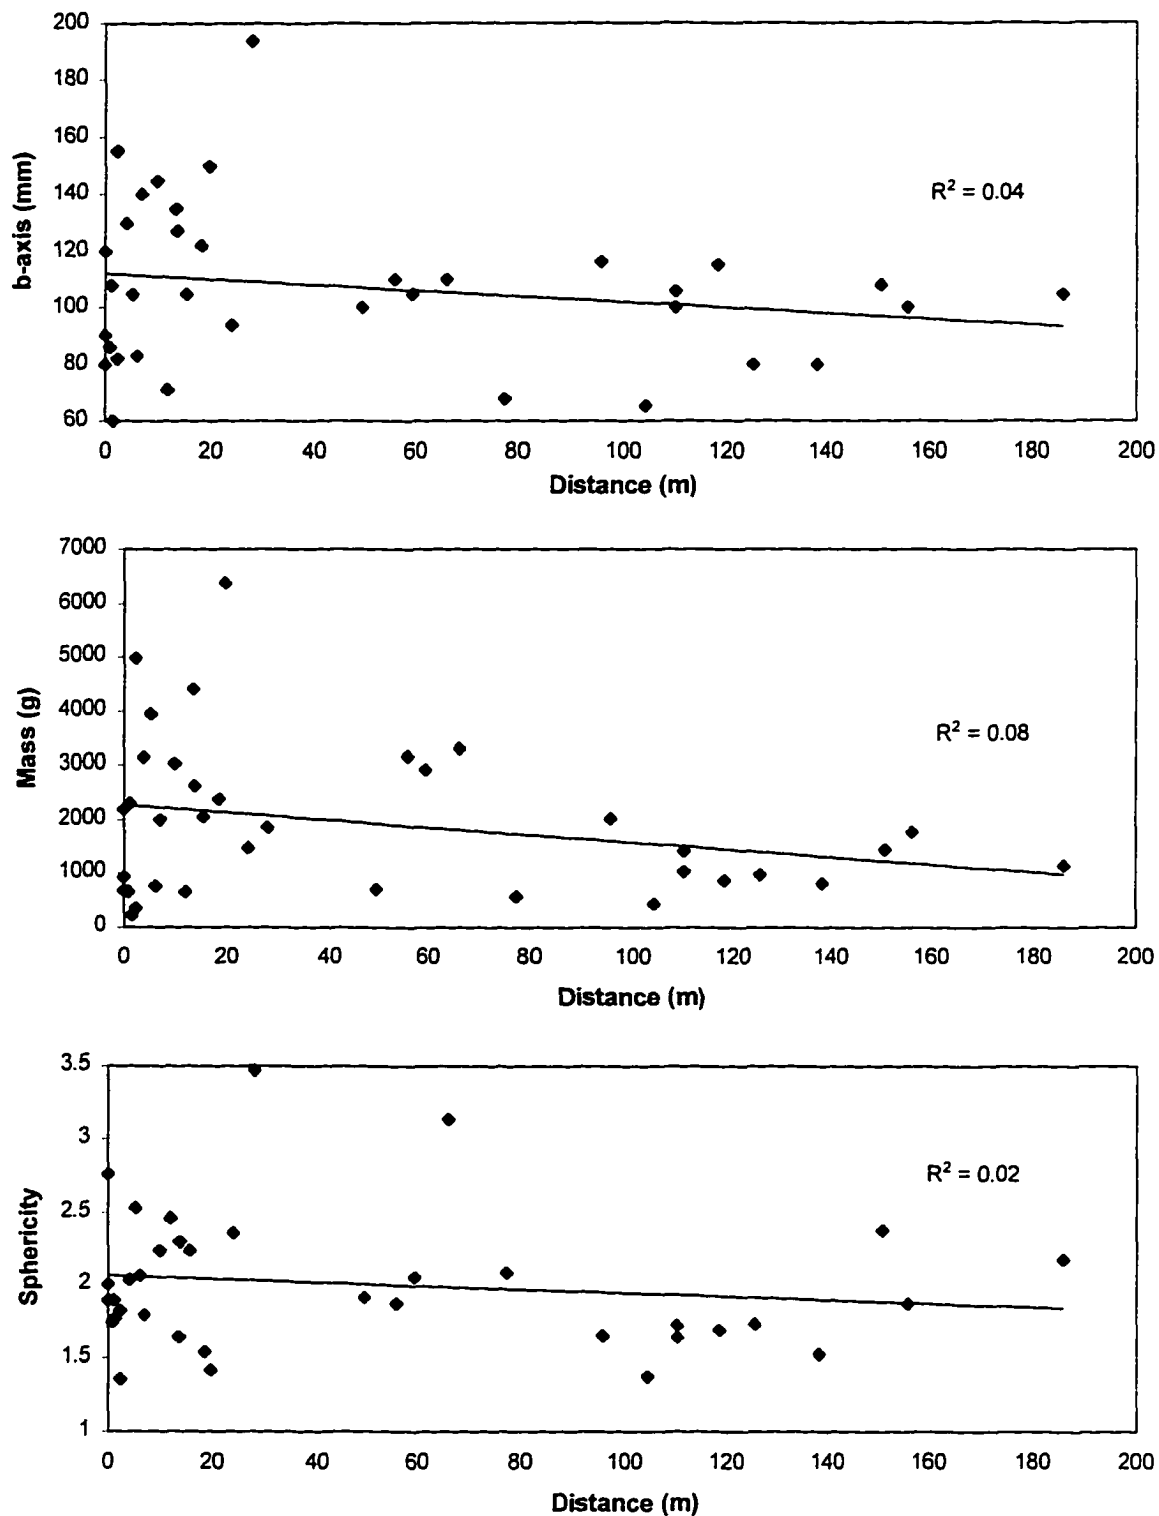 200
180
160
140
120
100
80
60
b-axis (mm)
R² = 0.04
0 20 40 60 80 100 120 140 160 180 200
Distance (m)
7000
6000
5000
4000
3000
2000
1000
0
Mass (g)
R² = 0.08
0 20 40 60 80 100 120 140 160 180 200
Distance (m)
3.5
3
2.5
2
1.5
1
Sphericity
R² = 0.02
0 20 40 60 80 100 120 140 160 180 200
Distance (m)